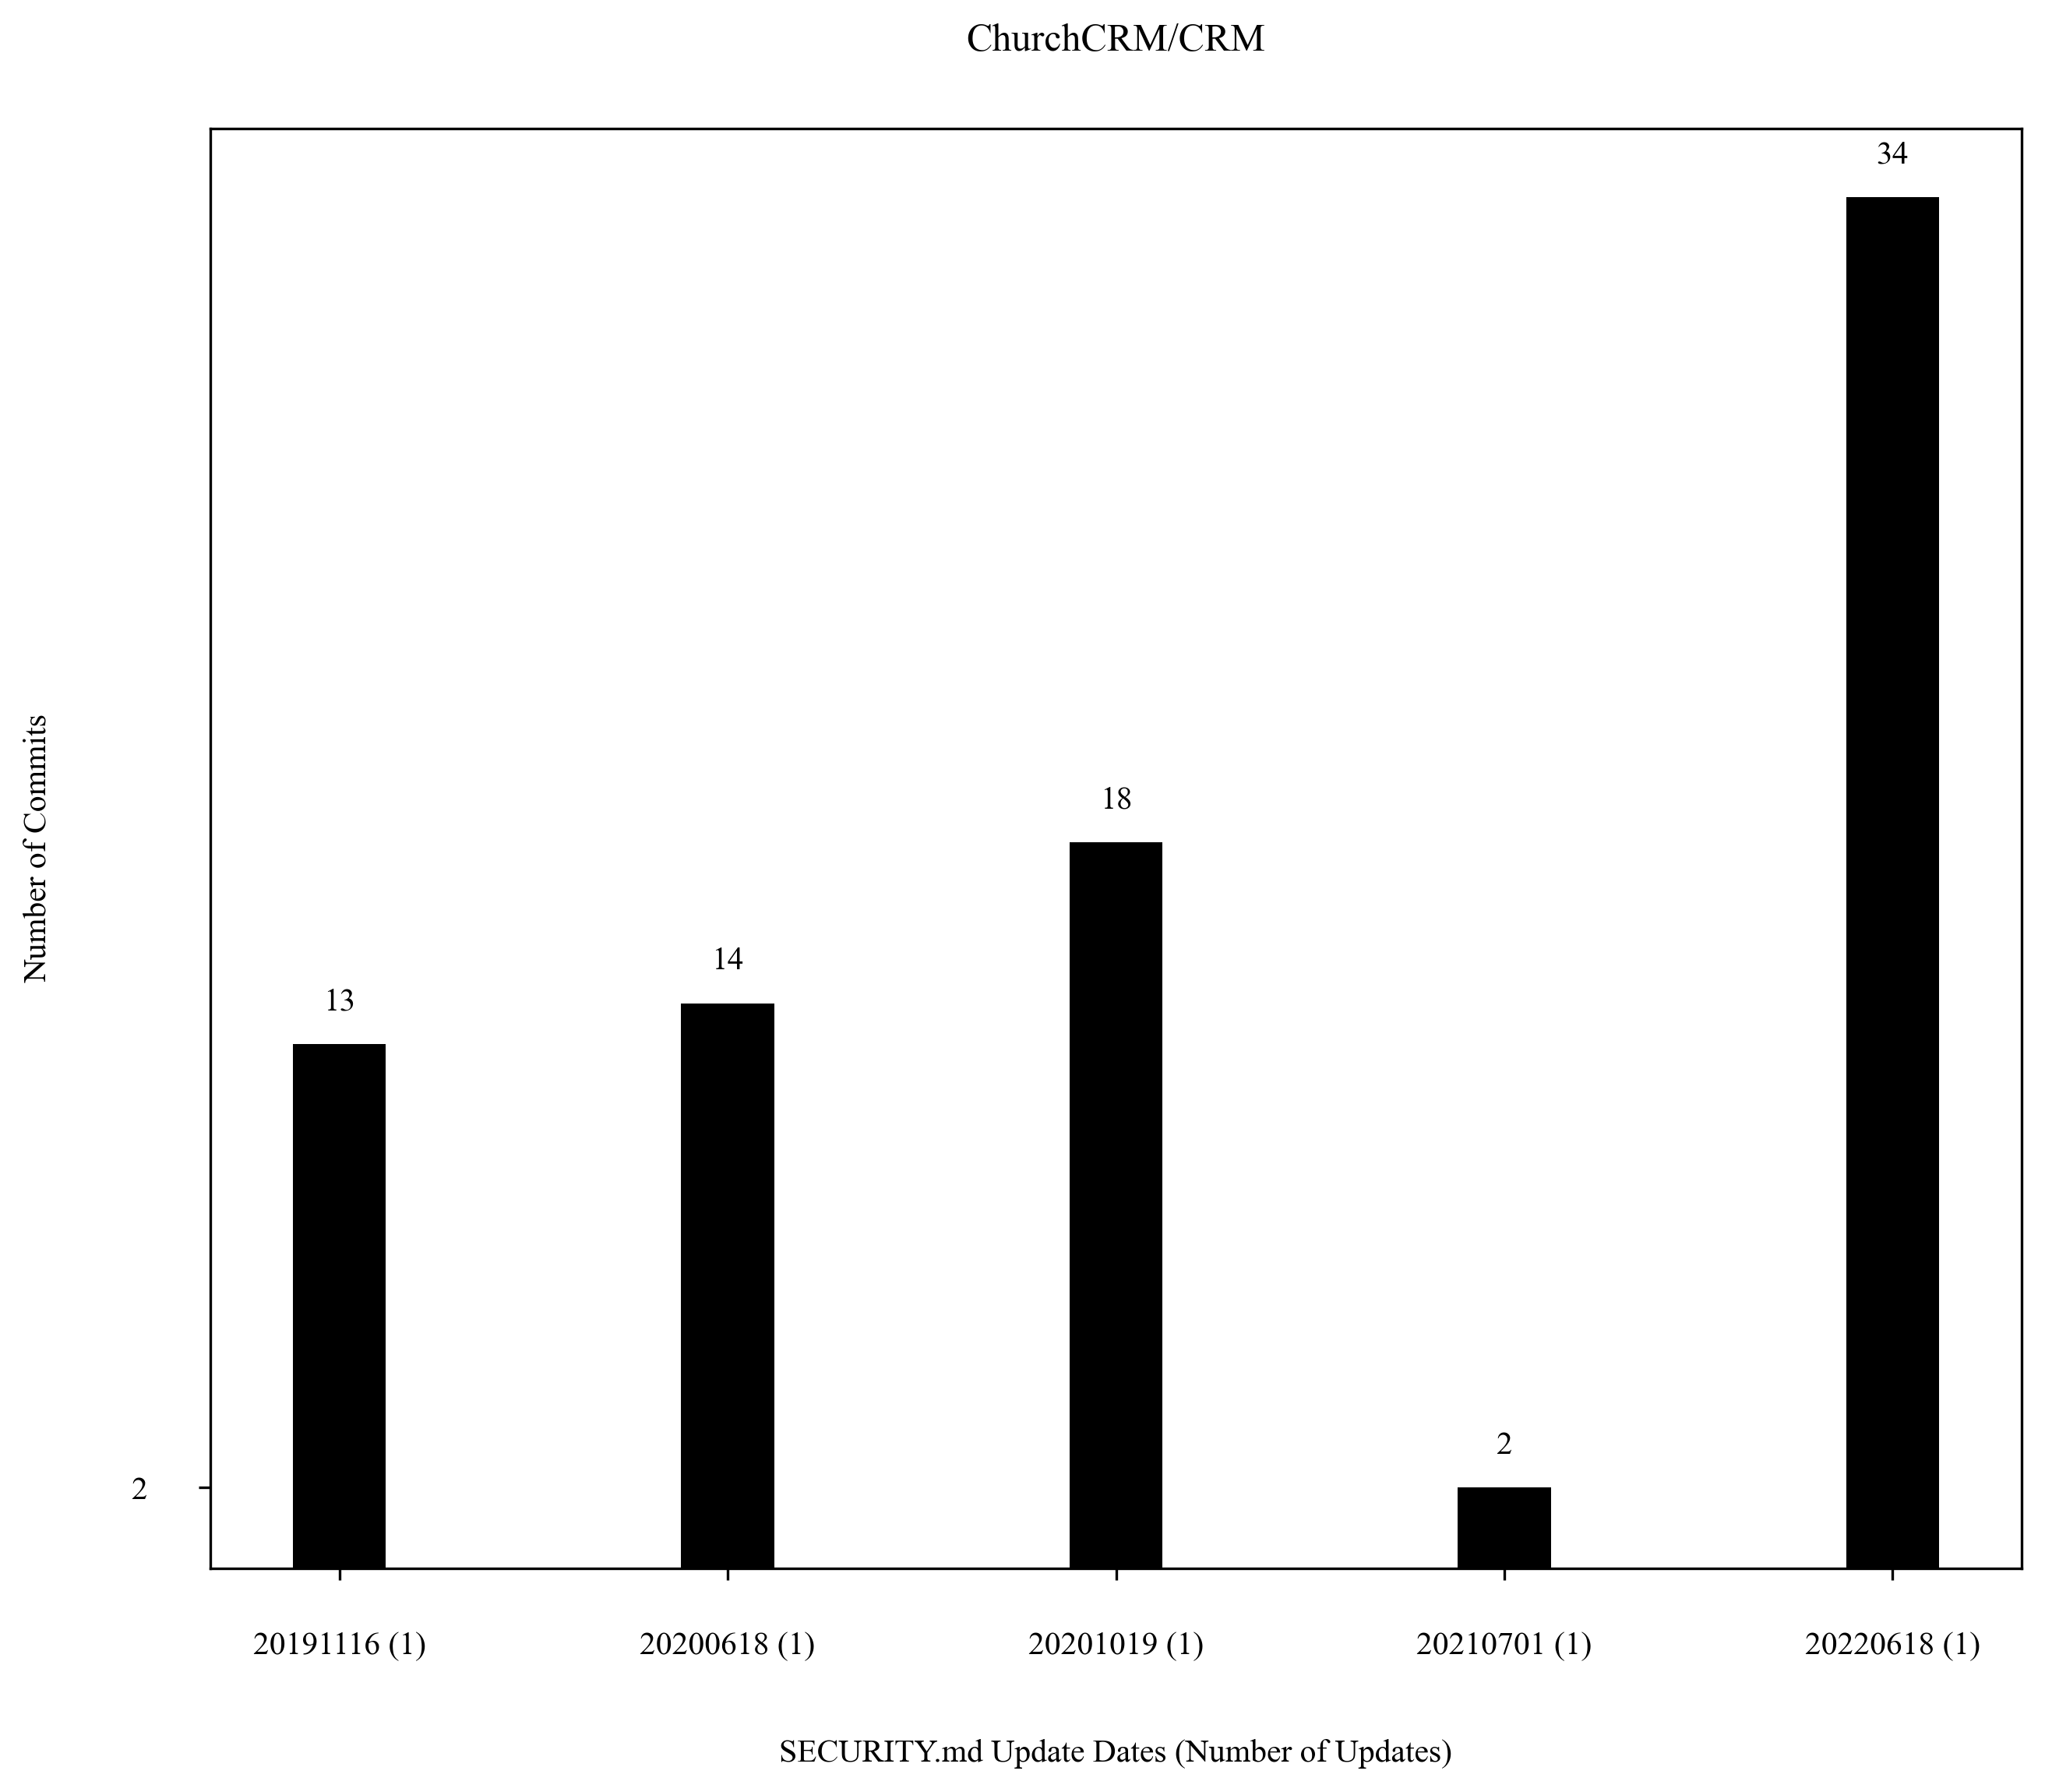 ChurchCRM/CRM
34
18
14
13
2
2
Number of Commits
20191116 (1) 20200618 (1) 20201019 (1) 20210701 (1) 20220618 (1)
SECURITY.md Update Dates (Number of Updates)